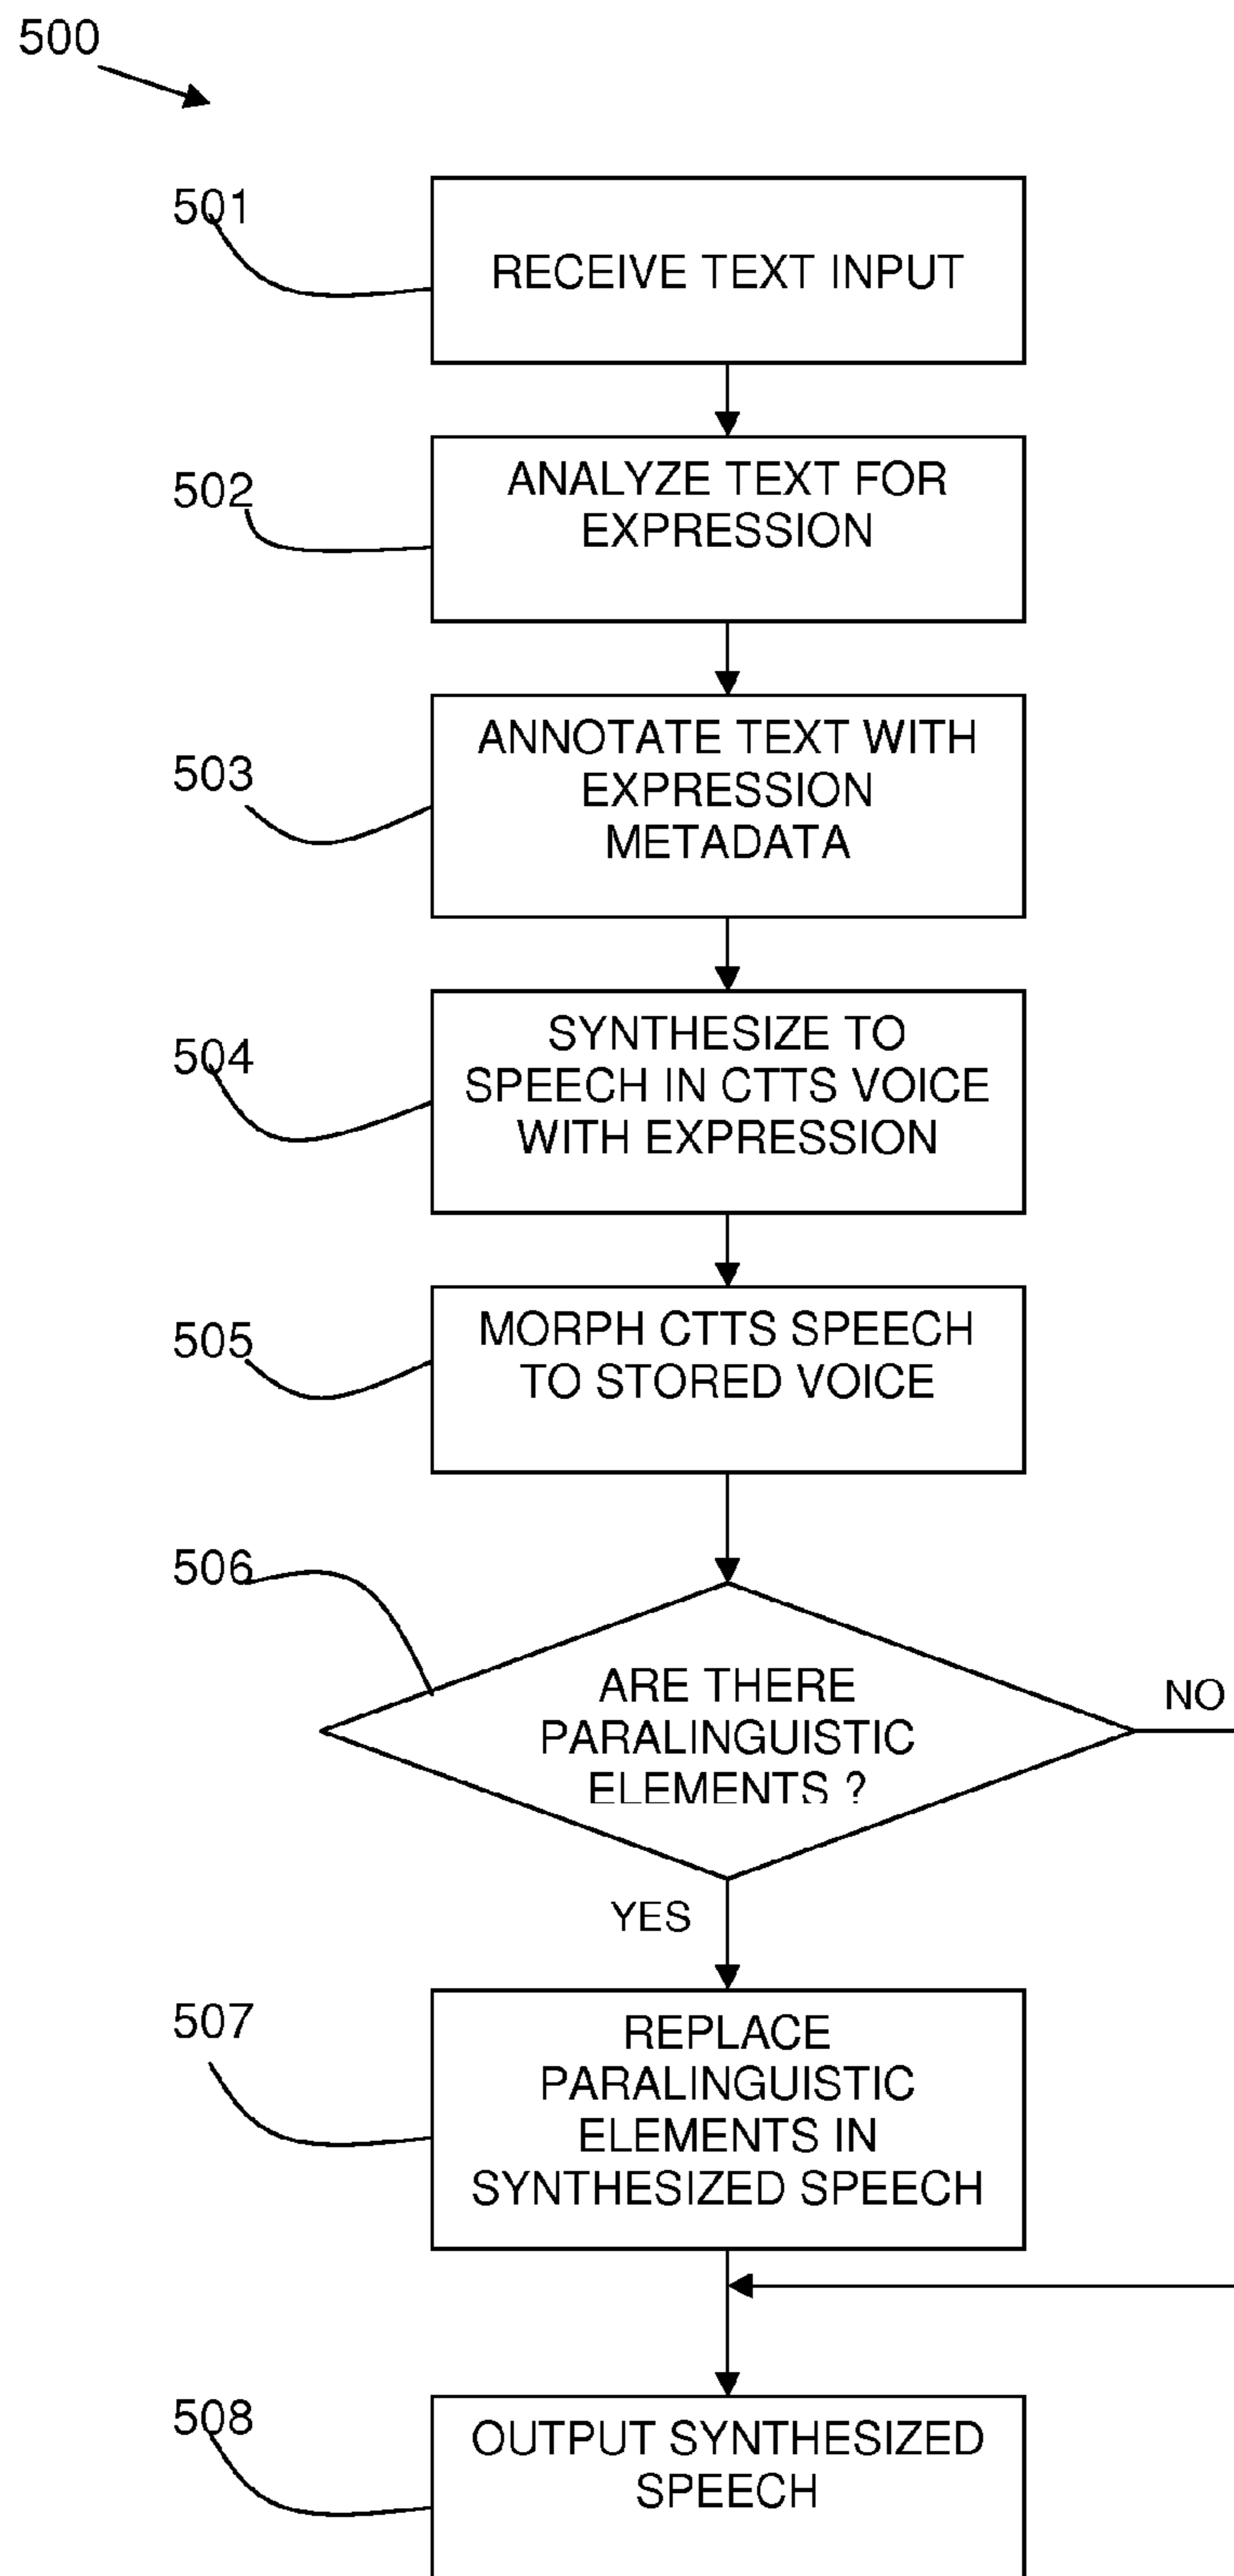 500
501
RECEIVE TEXT INPUT
502
ANALYZE TEXT FOR
EXPRESSION
503
ANNOTATE TEXT WITH
EXPRESSION
METADATA
504
SYNTHESIZE TO
SPEECH IN CTTS VOICE
WITH EXPRESSION
505
MORPH CTTS SPEECH
TO STORED VOICE
506
ARE THERE
PARALINGUISTIC
ELEMENTS ?
NO
YES
507
REPLACE
PARALINGUISTIC
ELEMENTS IN
SYNTHESIZED SPEECH
508
OUTPUT SYNTHESIZED
SPEECH